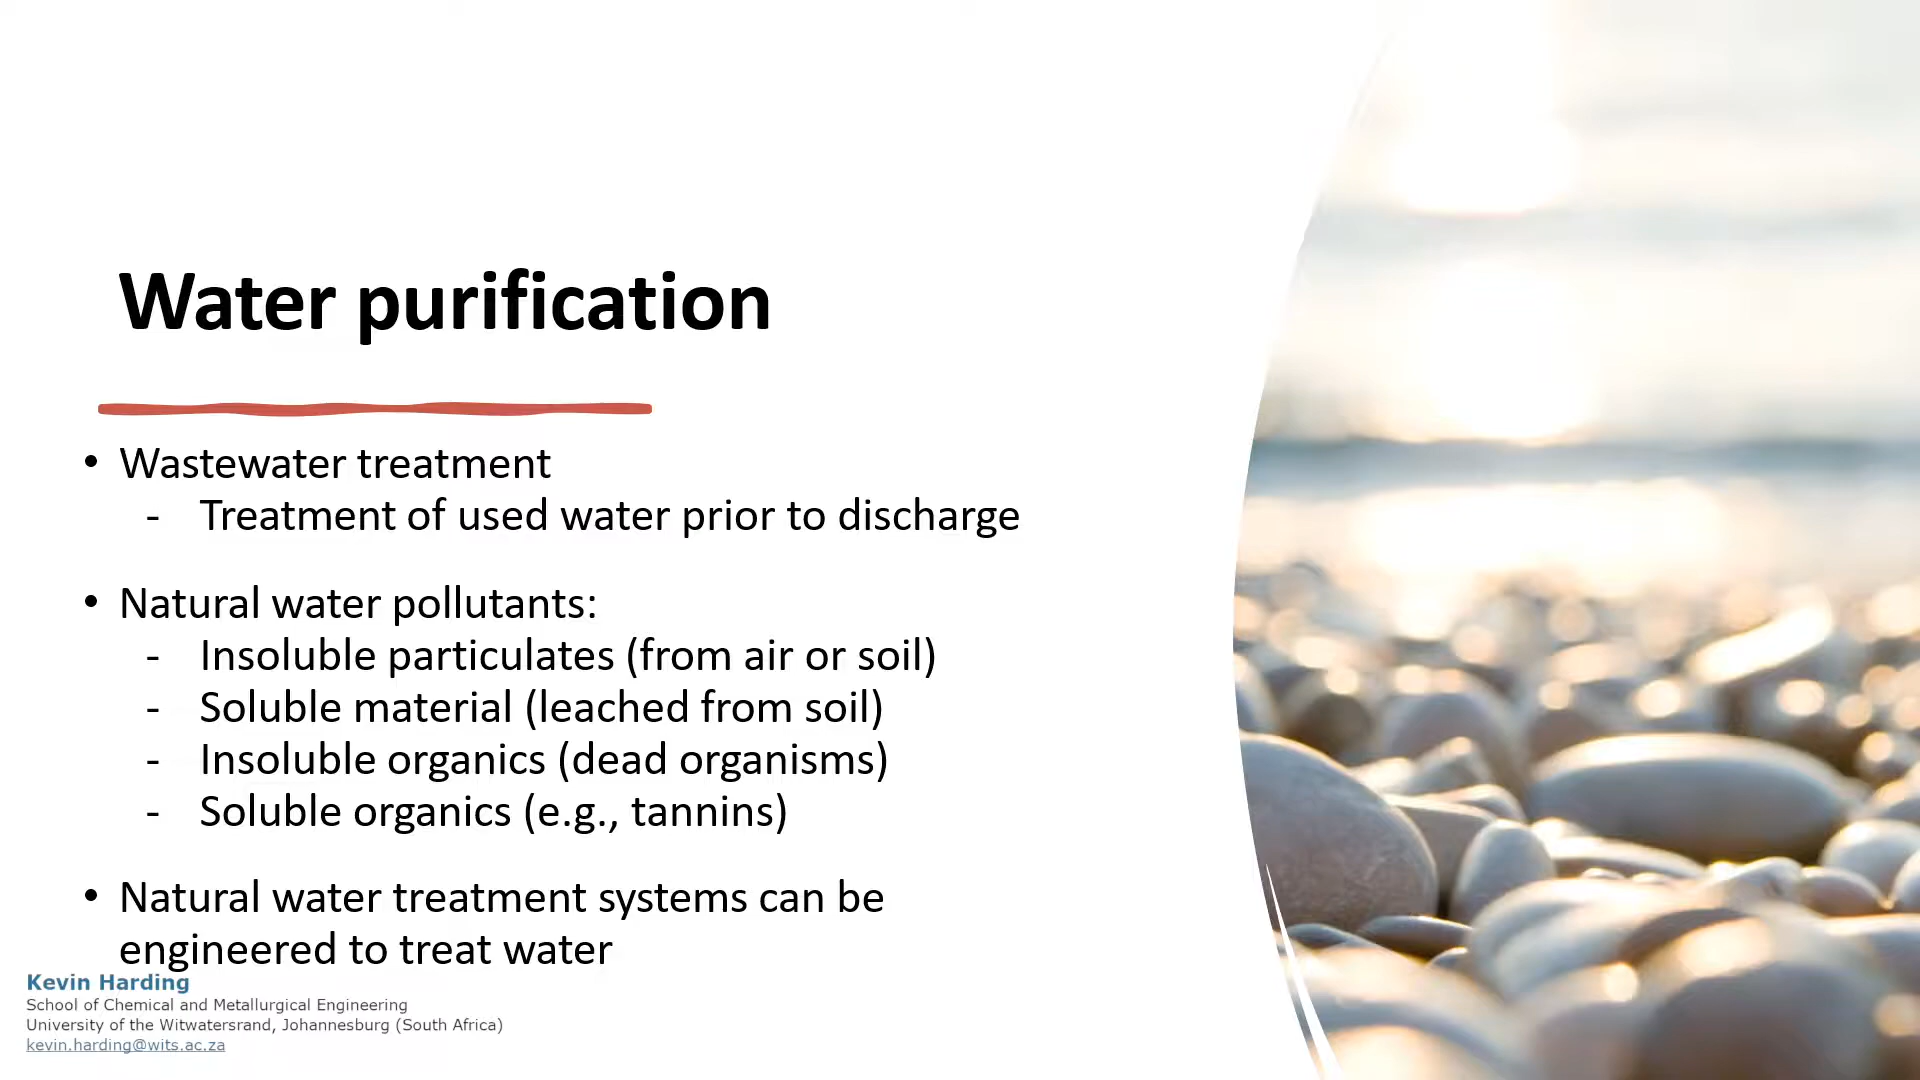 Water purification
• Wastewater treatment
- Treatment of used water prior to discharge
• Natural water pollutants:
- Insoluble particulates (from air or soil)
- Soluble material (leached from soil)
- Insoluble organics (dead organisms)
- Soluble organics (e.g., tannins)
• Natural water treatment systems can be
engineered to treat water
Kevin Harding
School of Chemical and Metallurgical Engineering
University of the Witwatersrand, Johannesburg (South Africa)
kevin.harding@wits.ac.za